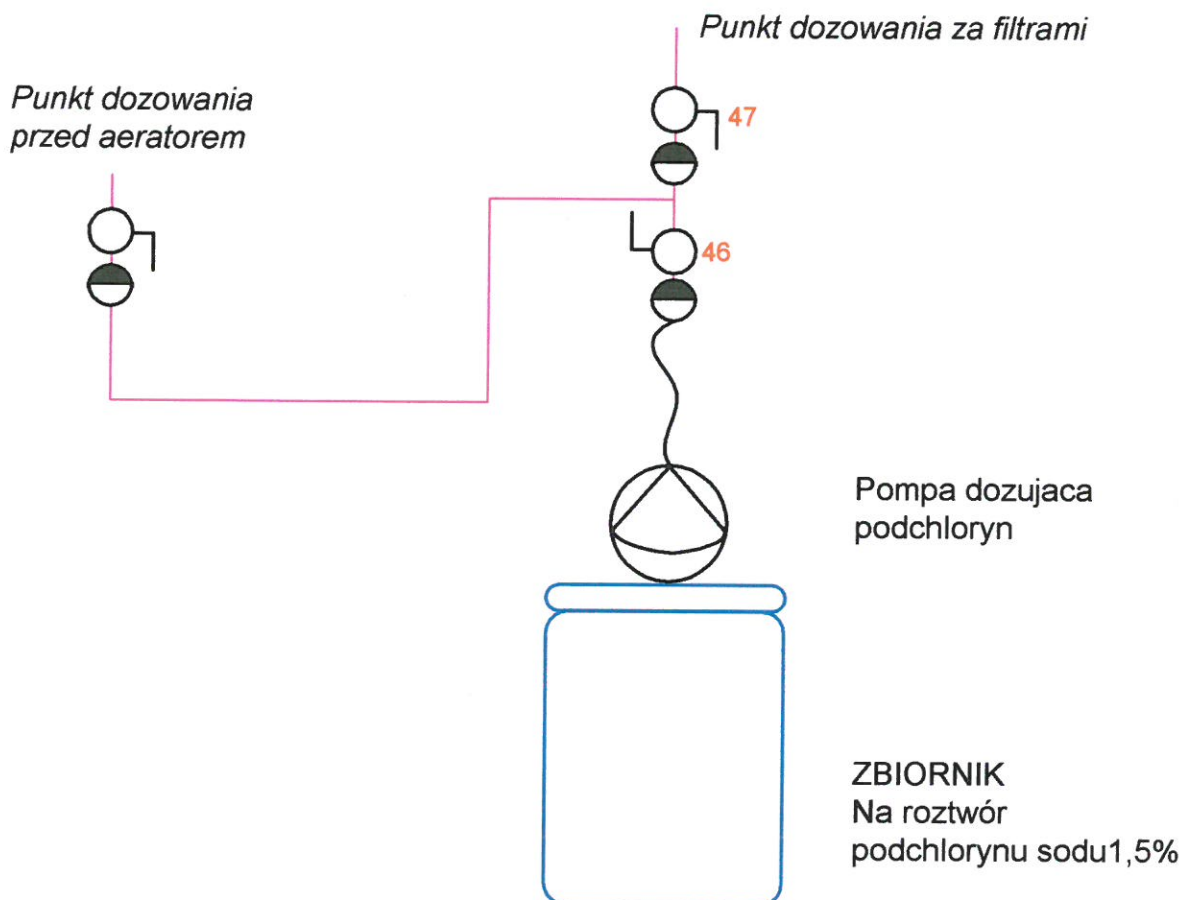 Punkt dozowania za filtrami
Punkt dozowania
przed aeratorem
47
46
Pompa dozujaca
podchloryn
ZBIORNIK
Na roztwór
podchlorynu sodu1,5%